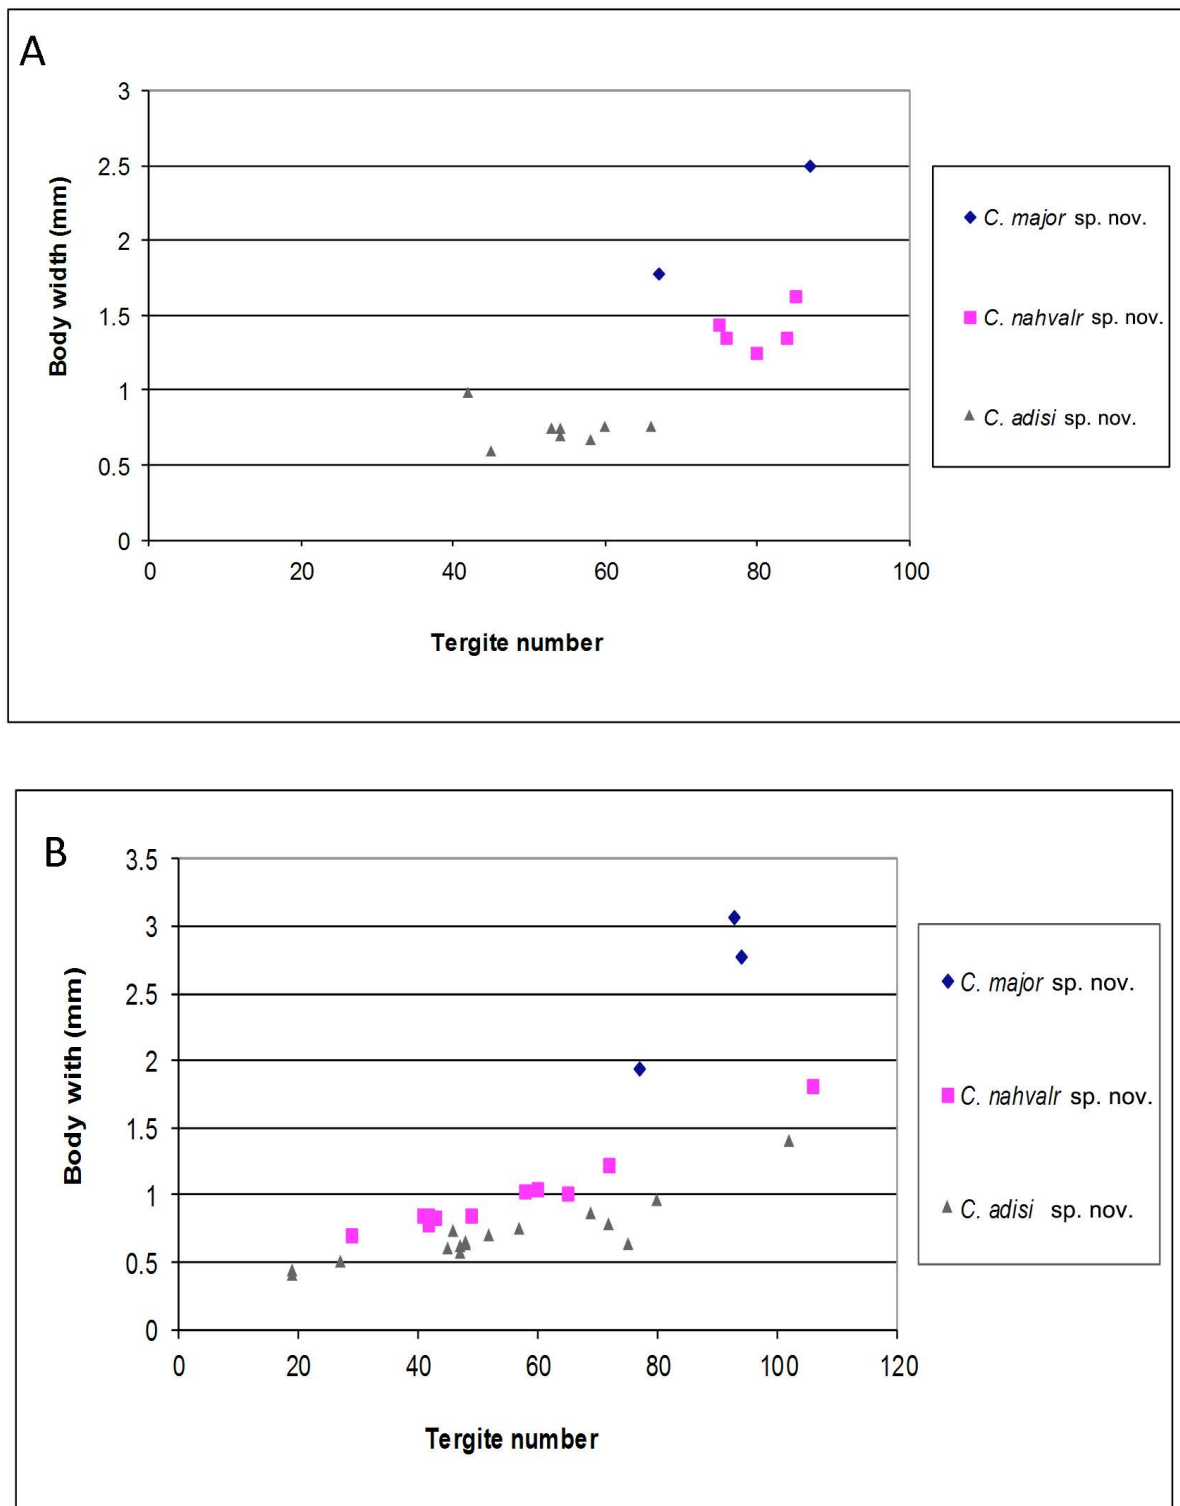 A
3
2.5
2
1.5
1
0.5
0
Body width (mm)
0 20 40 60 80 100
Tergite number
C. major sp. nov.
C. nahvalr sp. nov.
C. adisi sp. nov.
B
3.5
3
2.5
2
1.5
1
0.5
0
Body with (mm)
0 20 40 60 80 100 120
Tergite number
C. major sp. nov.
C. nahvalr sp. nov.
C. adisi sp. nov.